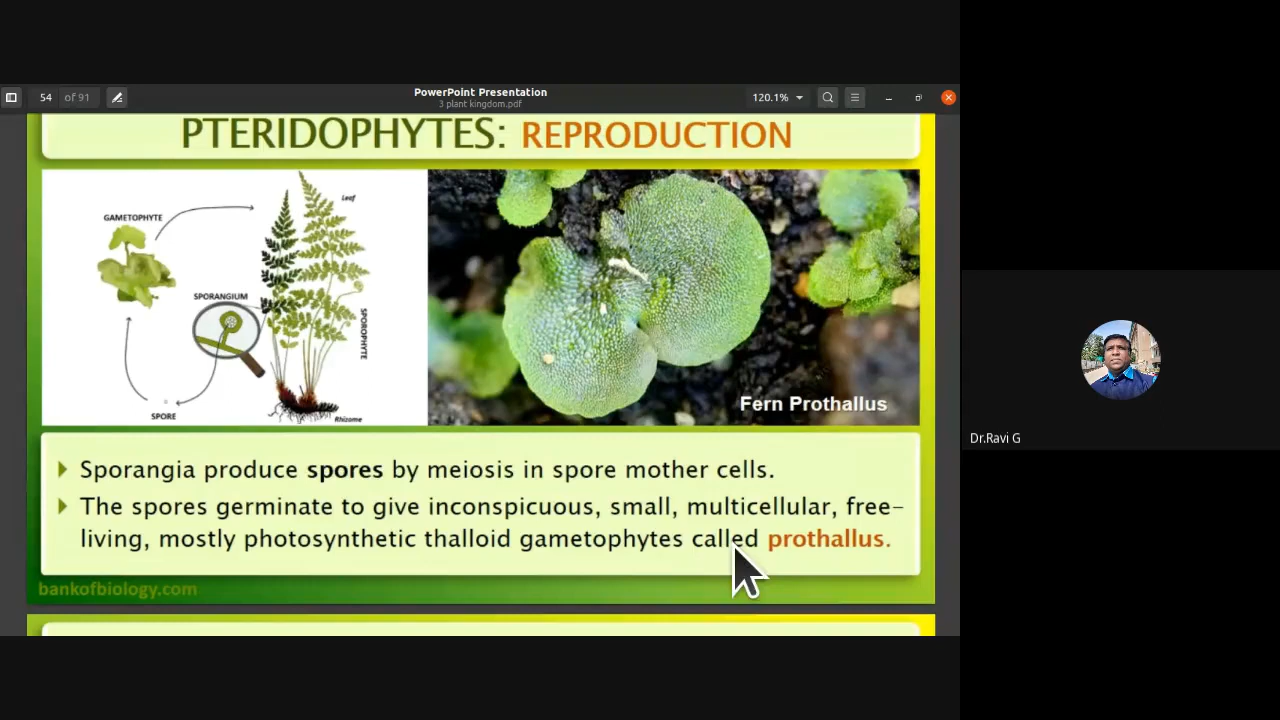 PowerPoint Presentation
54 of 91
120.1%
3 plant kingdom.pdf
PTERIDOPHYTES: REPRODUCTION
Leaf
GAMETOPHYTE
SPORANGIUM
SPOROPHYTE
SPORE
Rhizome
Fern Prothallus
Sporangia produce spores by meiosis in spore mother cells.
The spores germinate to give inconspicuous, small, multicellular, free-
living, mostly photosynthetic thalloid gametophytes called prothallus.
bankofbiology.com
Dr.Ravi G